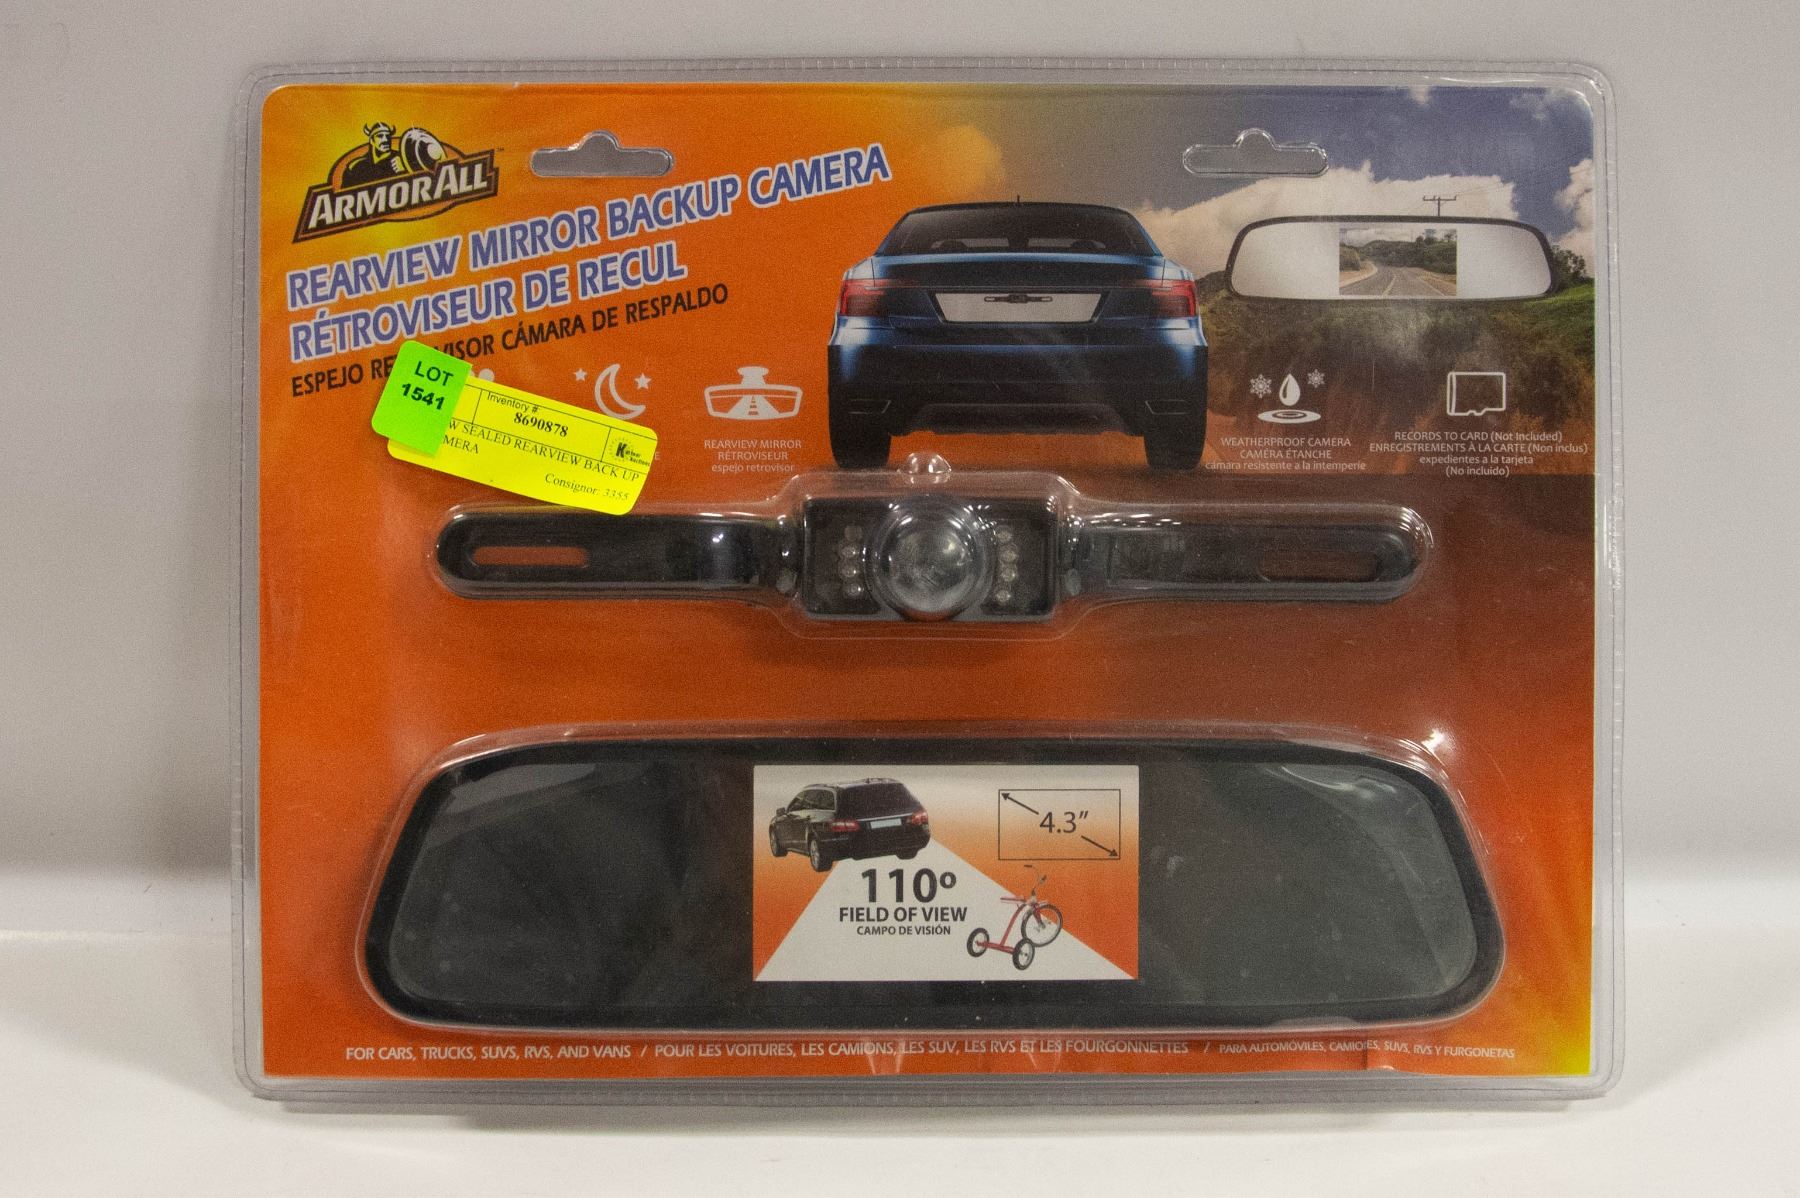 ARMORALL™
REARVIEW MIRROR BACKUP CAMERA
RÉTROVISEUR DE RECUL
ESPEJO VISOR CÁMARA DE RESPALDO
LOT
1541
Inventory #:
8690878
SEALED REARVIEW BACK UP
Consignor: 3355
REARVIEW MIRROR
RÉTROVISEUR
espejo retrovisor
WEATHERPROOF CAMERA
CAMÉRA ÉTANCHE
cámara resistente a la intemperie
RECORDS TO CARD (Not Included)
ENREGISTREMENTS À LA CARTE (Non inclus)
expedientes a la tarjeta
(No incluido)
4.3"
110º
FIELD OF VIEW
CAMPO DE VISIÓN
FOR CARS, TRUCKS, SUVS, RVS, AND VANS / POUR LES VOITURES, LES CAMIONS, LES SUV, LES RVS ET LES FOURGONNETTES / PARA AUTOMÓVILES, CAMIONES, SUVS, RVS Y FURGONETAS